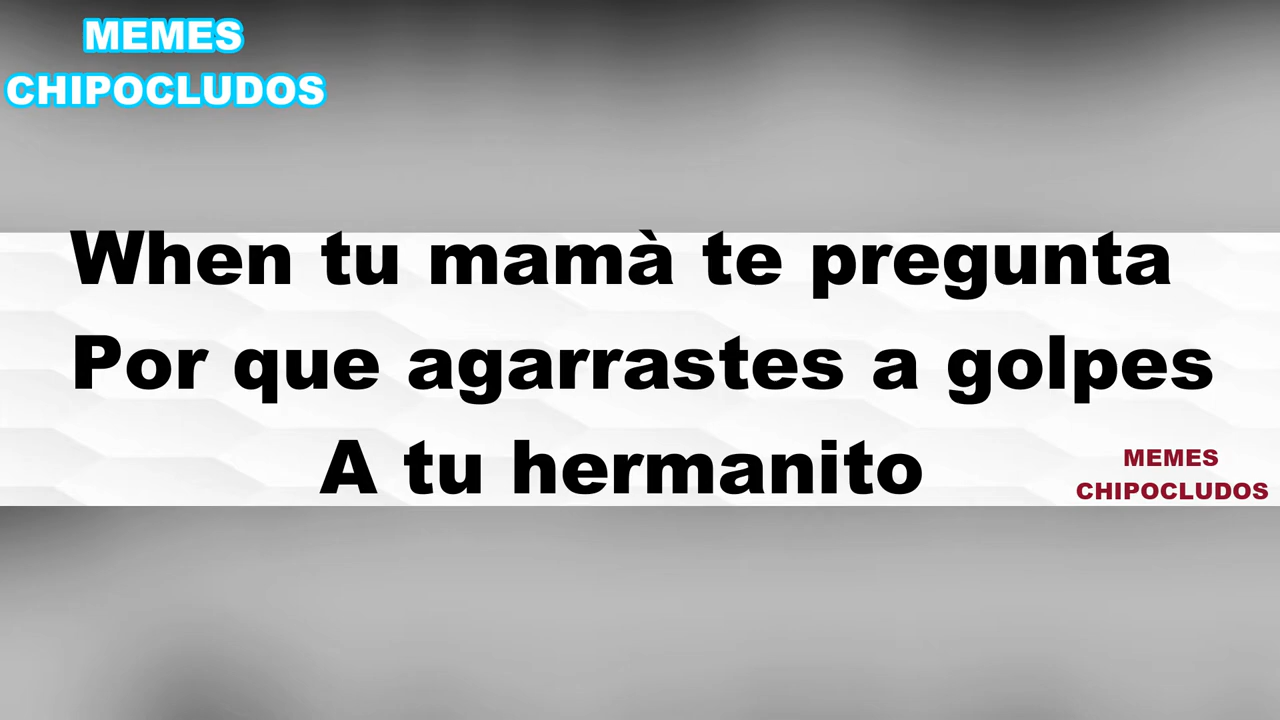 MEMES
CHIPOCLUDOS
When tu mamà te pregunta
Por que agarrastes a golpes
A tu hermanito
MEMES
CHIPOCLUDOS